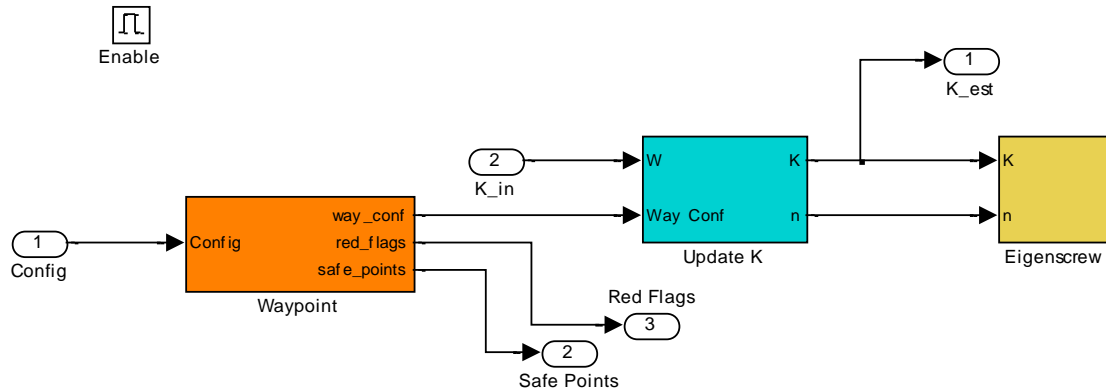 Enable
1
K_est
2
K_in
W
K
Way Conf
n
Update K
K
n
Eigenscrew
1
Config
Config
way_conf
red_flags
safe_points
Waypoint
Red Flags
3
2
Safe Points